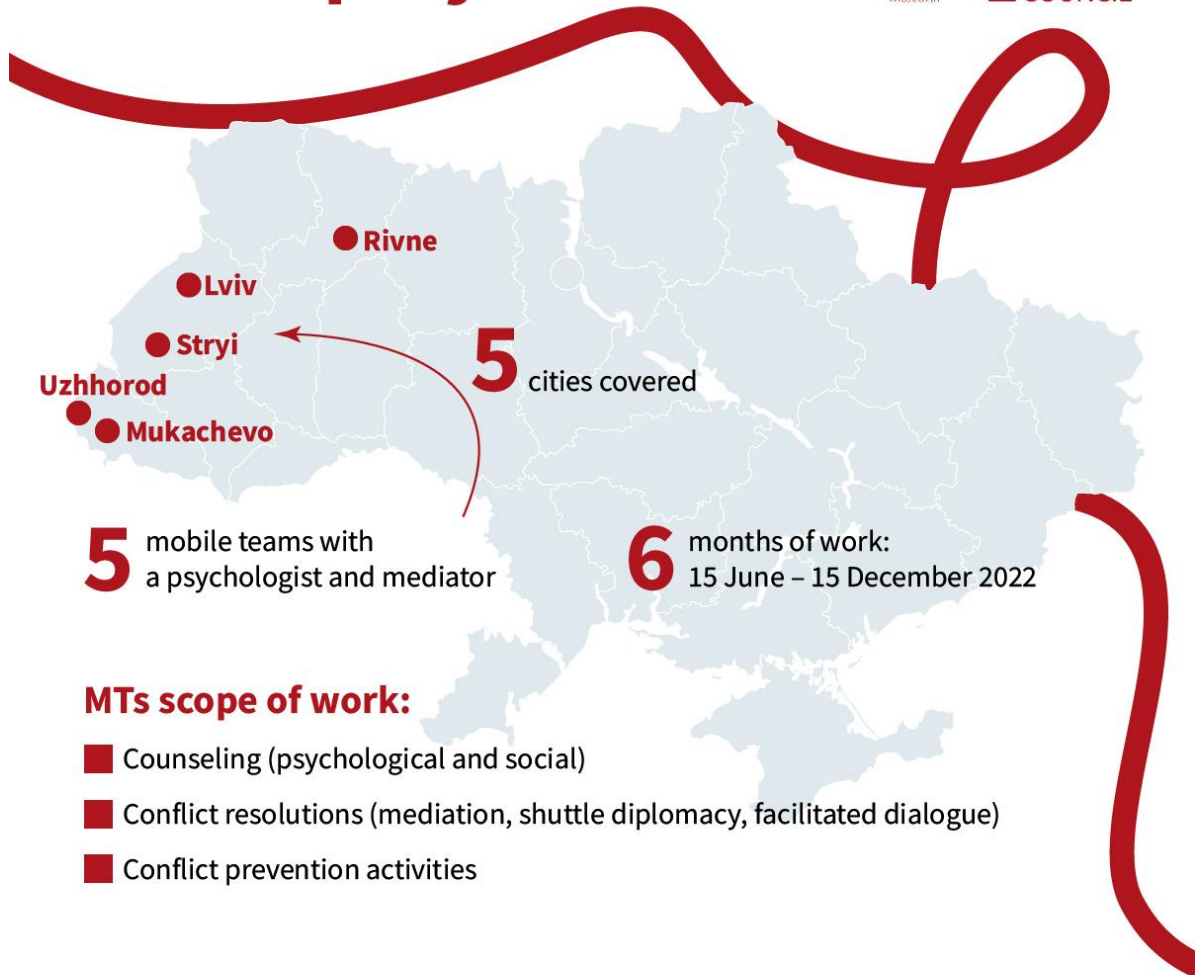 Rivne
Lviv
Stryi
Uzhhorod
Mukachevo
5 cities covered
5 mobile teams with
a psychologist and mediator
6 months of work:
15 June – 15 December 2022
MTs scope of work:
Counseling (psychological and social)
Conflict resolutions (mediation, shuttle diplomacy, facilitated dialogue)
Conflict prevention activities